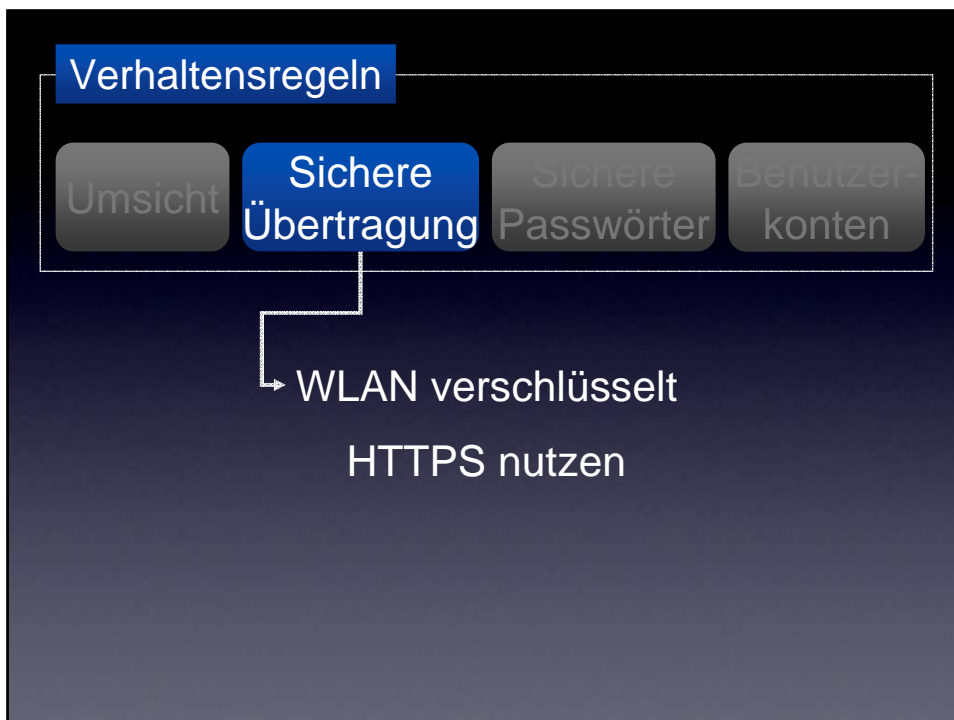 Verhaltensregeln
Umsicht
Sichere
Übertragung
Sichere
Passwörter
Benutzer-
konten
WLAN verschlüsselt
HTTPS nutzen